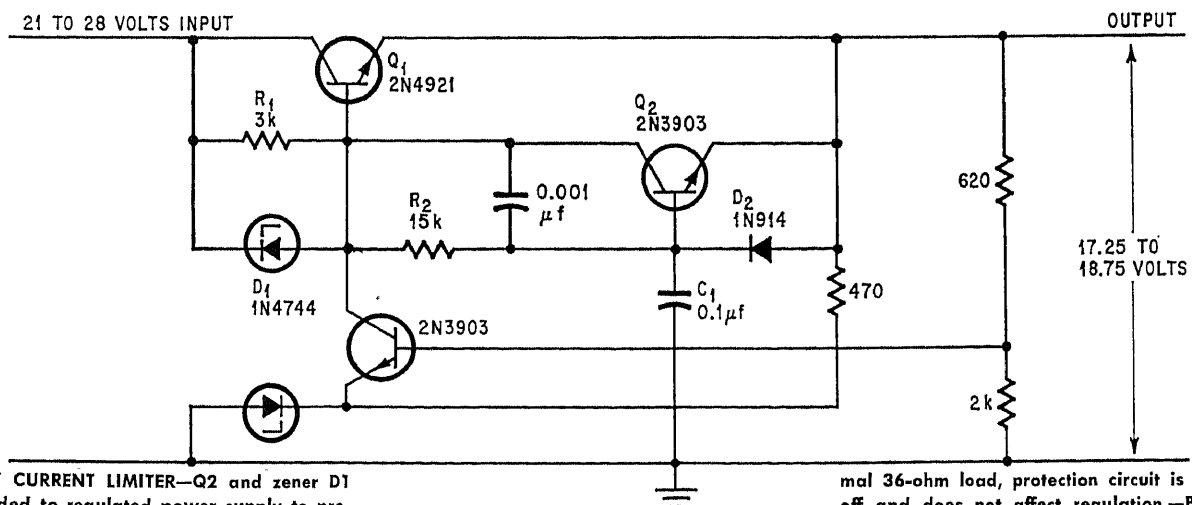 21 TO 28 VOLTS INPUT
OUTPUT
Q1
2N4921
R1
3k
Q2
2N3903
0.001
μf
R2
15k
D2
1N914
620
17.25 TO
18.75 VOLTS
D1
1N4744
C1
0.1μf
470
2N3903
2k
CURRENT LIMITER—Q2 and zener D1
mal 36-ohm load, protection circuit is
ded to regulated power supply to pre
off and does not affect regulation.—